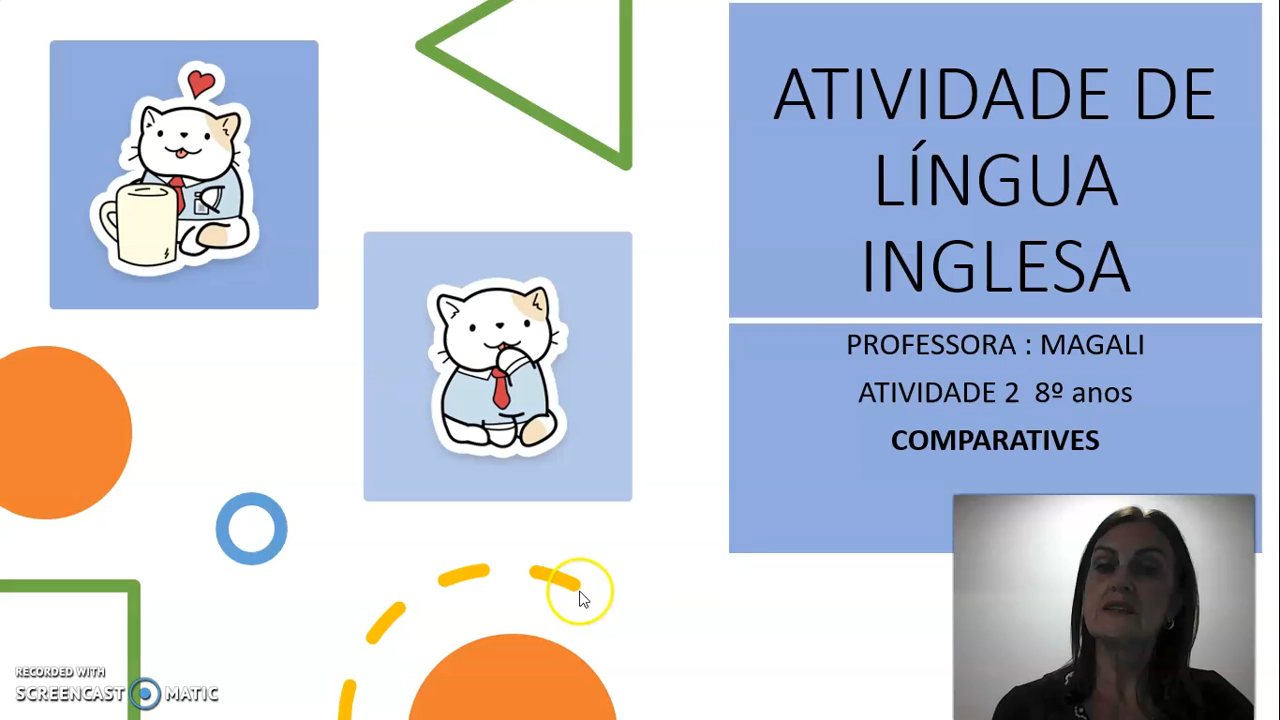 ATIVIDADE DE
LÍNGUA
INGLESA
PROFESSORA : MAGALI
ATIVIDADE 2 8º anos
COMPARATIVES
RECORDED WITH
SCREENCAST MATIC